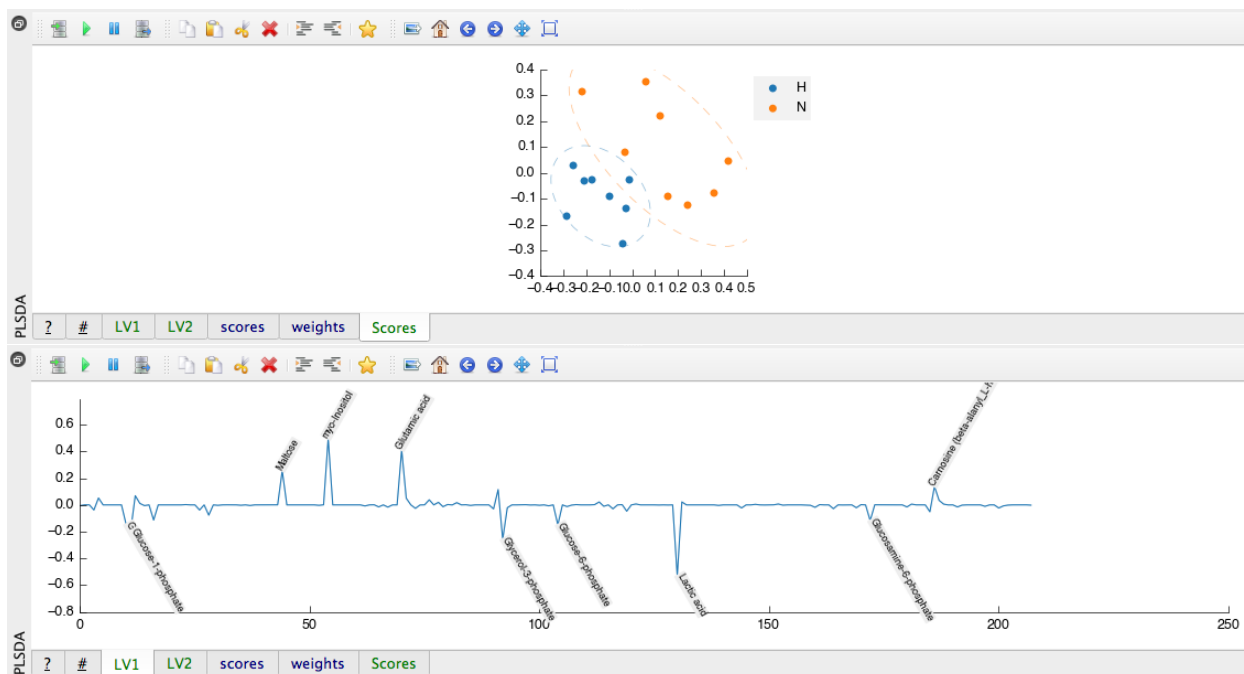 0.4
0.3
0.2
0.1
0.0
−0.1
−0.2
−0.3
−0.4
−0.4 −0.3 −0.2 −0.1 0.0 0.1 0.2 0.3 0.4 0.5
H
N
PLSDA
? # LV1 LV2 scores weights Scores
0.6
0.4
0.2
0.0
−0.2
−0.4
−0.6
−0.8
0 50 100 150 200 250
Maltose
myo-Inositol
Glutamic acid
Glucose-1-phosphate
Glycerol-3-phosphate
Glucose-6-phosphate
Lactic acid
Glucosamine-6-phosphate
Carnosine (beta-alanyl_L-h
PLSDA
? # LV1 LV2 scores weights Scores